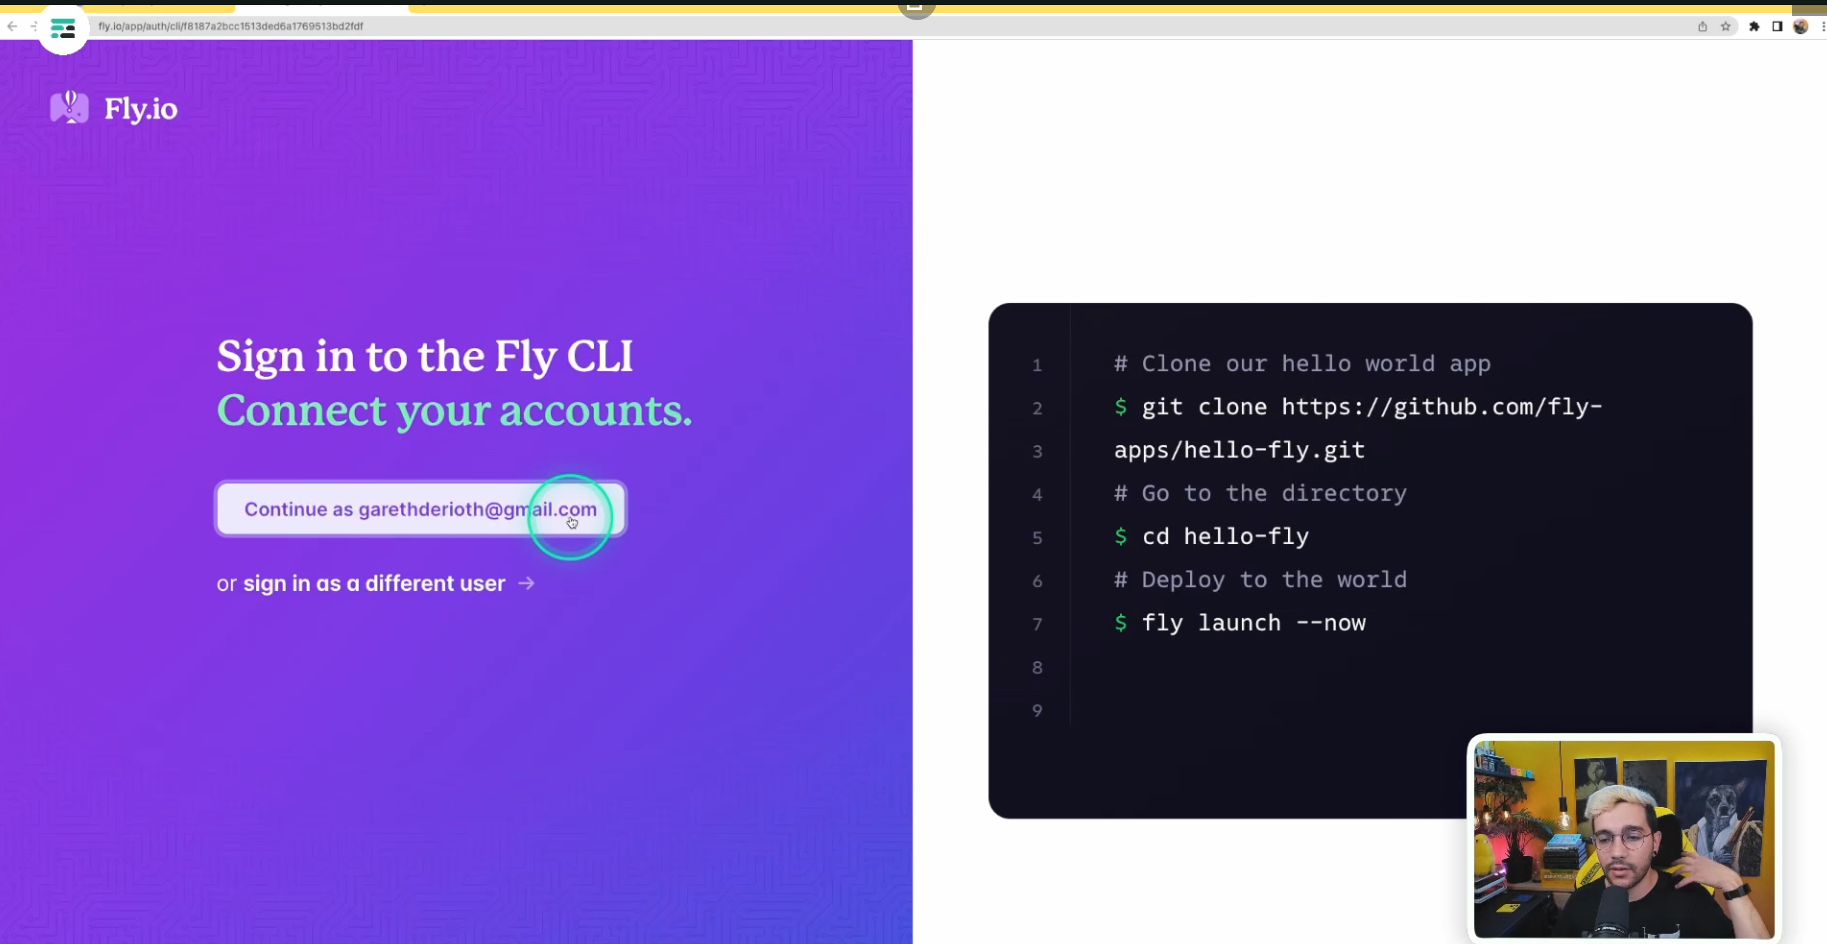 fly.io/app/auth/cli/f8187a2bcc1513ded6a1769513bd2fdf
Fly.io
Sign in to the Fly CLI
Connect your accounts.
Continue as garethderioth@gmail.com
or sign in as a different user →
1 # Clone our hello world app
2 $ git clone https://github.com/fly-
3 apps/hello-fly.git
4 # Go to the directory
5 $ cd hello-fly
6 # Deploy to the world
7 $ fly launch --now
8
9